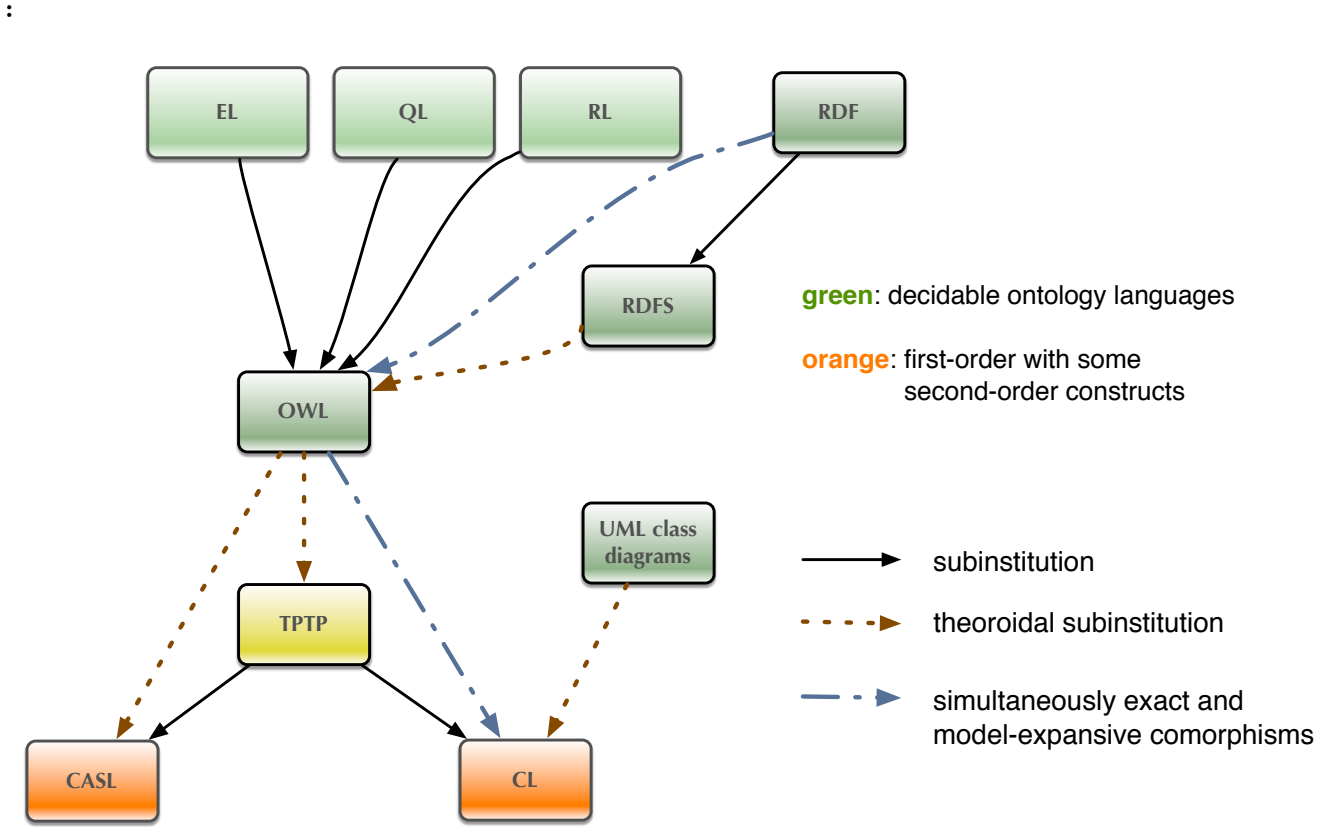 :
EL
QL
RL
RDF
RDFS
green: decidable ontology languages
orange: first-order with some
second-order constructs
OWL
UML class
diagrams
subinstitution
TPTP
theoroidal subinstitution
simultaneously exact and
model-expansive comorphisms
CASL
CL